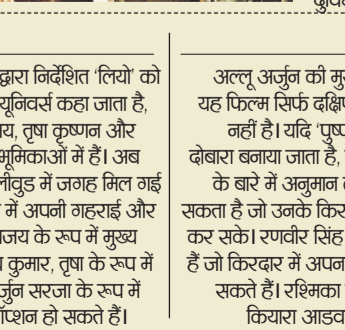 द्वारा निर्देशित 'लियो' को
यूनिवर्स कहा जाता है,
तृषा कृष्णन और
भूमिकाओं में हैं। अब
लीवुड में जगह मिल गई
में अपनी गहराई और
जय के रूप में मुख्य
कुमार, तृषा के रूप में
र्जुन सरजा के रूप में
ऑप्शन हो सकते हैं।
अल्लू अर्जुन की मु
यह फिल्म सिर्फ दक्षि
नहीं है। यदि 'पुष्प
दोबारा बनाया जाता है,
के बारे में अनुमान
सकता है जो उनके किर
कर सके। रणवीर सिंह
हैं जो किरदार में अपन
सकते हैं। रश्मिका
कियारा आडव